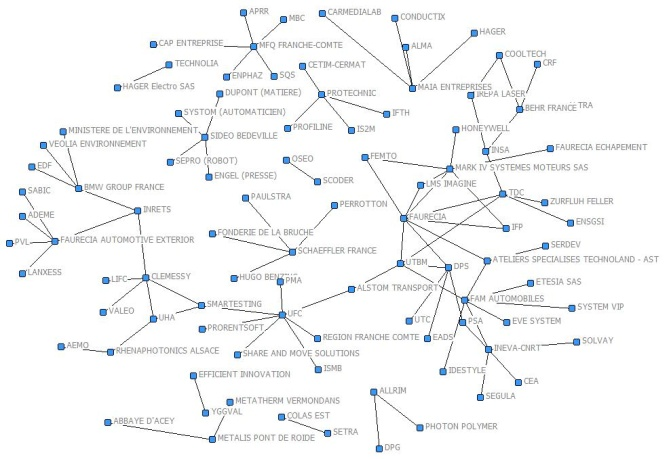 APRR
MBC
CARMEDIALAB
CONDUCTIX
HAGER
CAP ENTREPRISE
MFQ FRANCHE-COMTE
ALMA
COOLTECH
CRF
TECHNOLIA
ENPHAZ
SQS
CETIM-CERMAT
MAIA ENTREPRISES
HAGER Electro SAS
DUPONT (MATIERE)
PROTECHNIC
IREPA LASER
BEHR FRANCE
TRA
SYSTOM (AUTOMATICIEN)
IFTH
MINISTERE DE L'ENVIRONNEMENT
SIDEO BEDEVILLE
PROFILINE
IS2M
HONEYWELL
VEOLIA ENVIRONNEMENT
INSA
FAURECIA ECHAPEMENT
EDF
SEPRO (ROBOT)
OSEO
FEMTO
MARK IV SYSTEMES MOTEURS SAS
ENGEL (PRESSE)
SCODER
LMS IMAGINE
SABIC
BMW GROUP FRANCE
PAULSTRA
PERROTTON
TDC
ZURFLUH FELLER
ADEME
INRETS
FAURECIA
IFP
ENSGSI
PVL
FAURECIA AUTOMOTIVE EXTERIOR
FONDERIE DE LA BRUCHE
SCHAEFFLER FRANCE
SERDEV
LANXESS
UTBM
DPS
ATELIERS SPECIALISES TECHNOLAND - AST
LIFC
CLEMESSY
HUGO
PMA
ALSTOM TRANSPORT
ETESIA SAS
FAM AUTOMOBILES
SYSTEM VIP
VALEO
UHA
SMARTESTING
UFC
UTC
PSA
EVE SYSTEM
PRORENTSOFT
REGION FRANCHE COMTE
EADS
SOLVAY
AEMO
RHENAPHOTONICS ALSACE
SHARE AND MOVE SOLUTIONS
INEVA-CNRT
ISMB
IDESTYLE
CEA
EFFICIENT INNOVATION
SEGULA
METATHERM VERMONDANS
ALLRIM
YGGVAL
COLAS EST
ABBAYE D'ACEY
PHOTON POLYMER
METALIS PONT DE ROIDE
SETRA
DPG